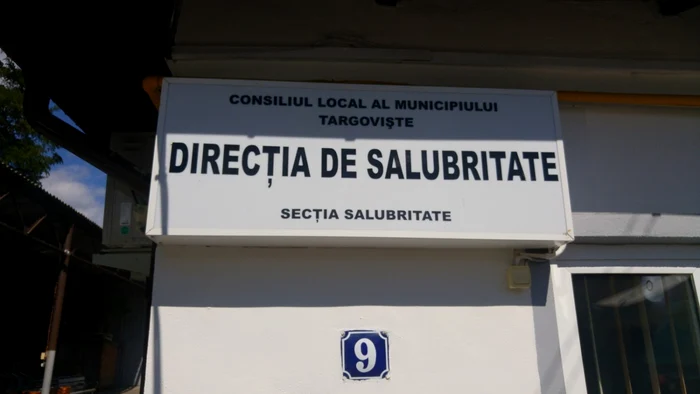 CONSILIUL LOCAL AL MUNICIPIULUI
TARGOVIŞTE
DIRECȚIA DE SALUBRITATE
SECȚIA SALUBRITATE
9